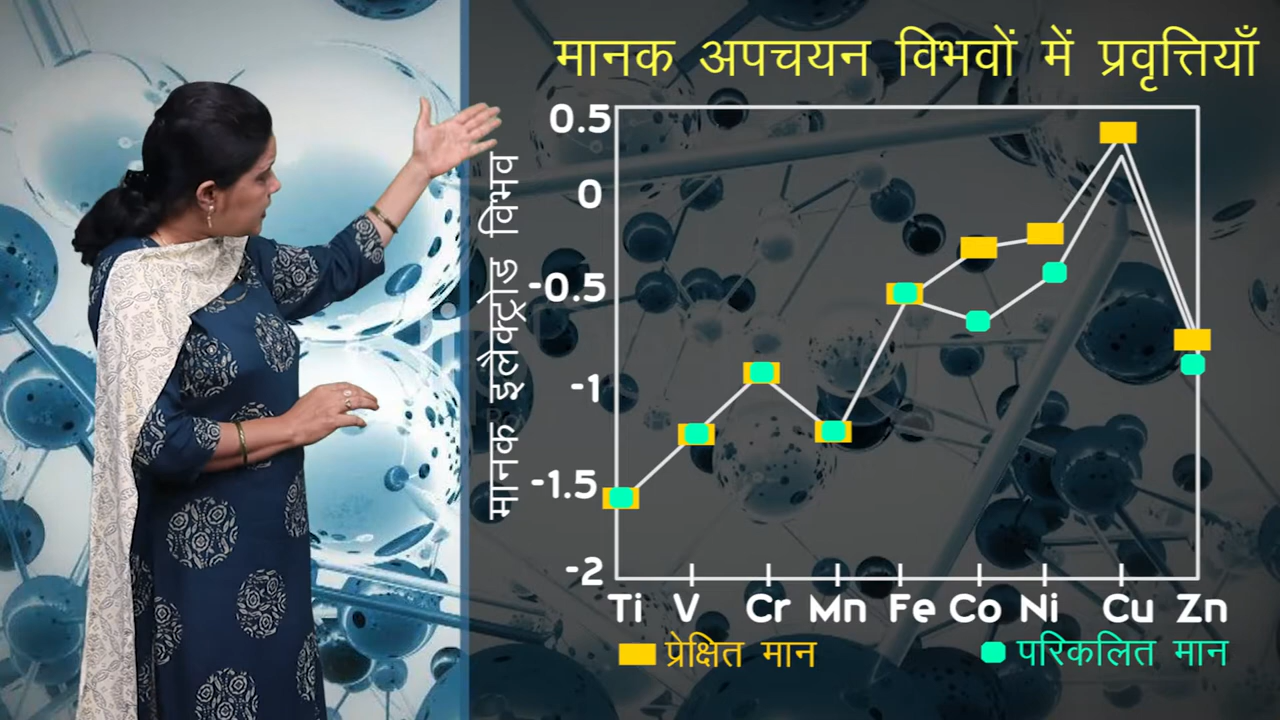 मानक अपचयन विभवों में प्रवृत्तियाँ
मानक इलैक्ट्रोड विभव
0.5
0
-0.5
-1
-1.5
-2
Ti V Cr Mn Fe Co Ni Cu Zn
प्रेक्षित मान
परिकलित मान